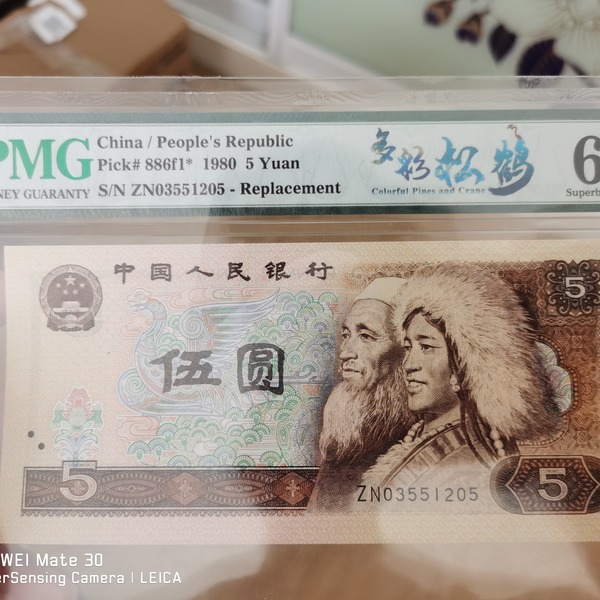 PMG
NEY GUARANTY
China / People's Republic
Pick# 886f1* 1980 5 Yuan
S/N ZN03551205 - Replacement
多彩松鹤
Colorful Pines and Crane
6
Superb
中国人民银行
伍圆
5
5
ZN03551205
5
WEI Mate 30
erSensing Camera | LEICA